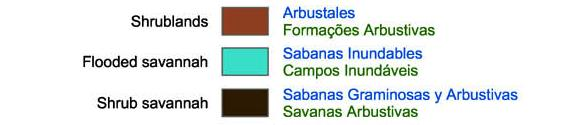 Shrublands
Arbustales
Formações Arbustivas
Flooded savannah
Sabanas Inundables
Campos Inundáveis
Shrub savannah
Sabanas Graminosas y Arbustivas
Savanas Arbustivas